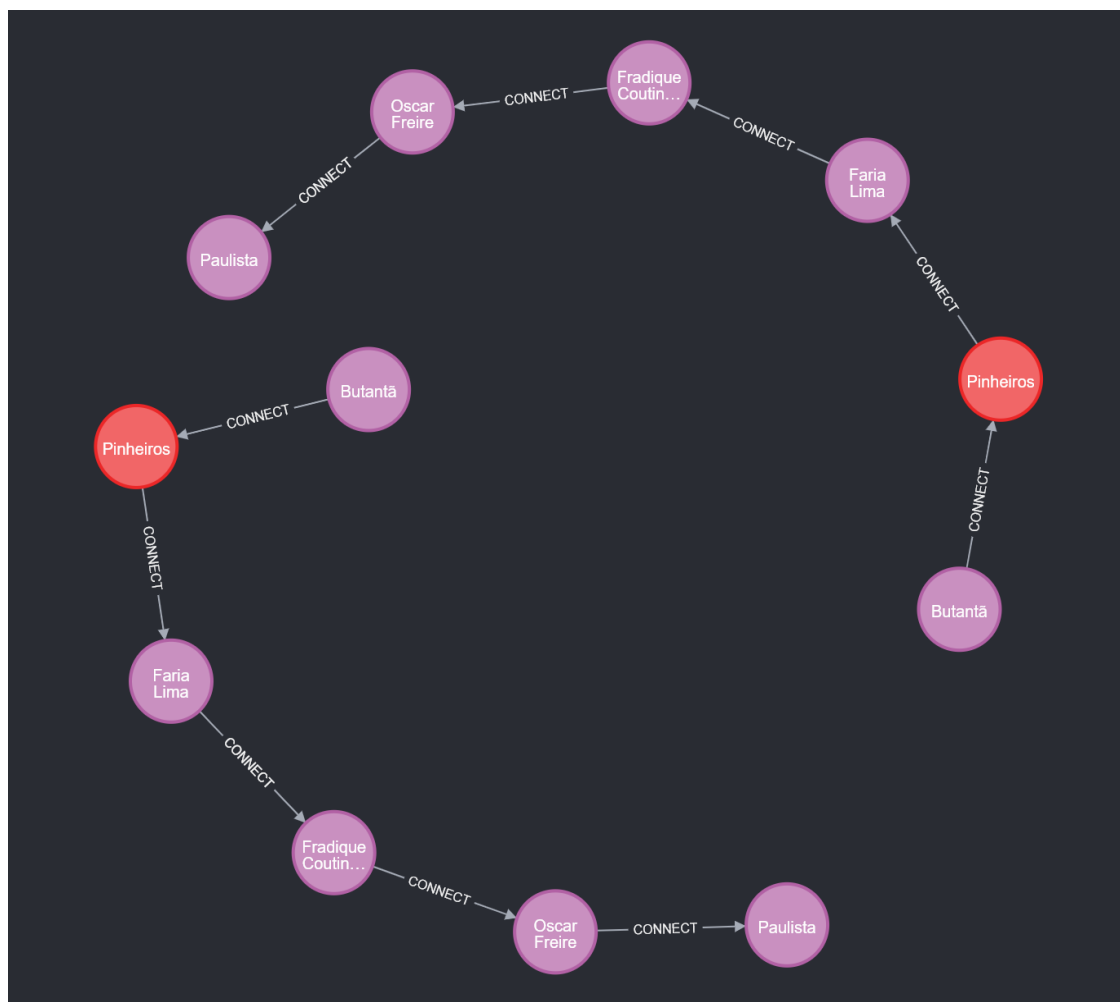 Fradique
Coutin…
CONNECT
Oscar
Freire
CONNECT
Faria
Lima
CONNECT
Paulista
CONNECT
Pinheiros
Butantã
CONNECT
Pinheiros
CONNECT
CONNECT
Butantã
Faria
Lima
CONNECT
Fradique
Coutin…
CONNECT
Oscar
Freire
CONNECT
Paulista